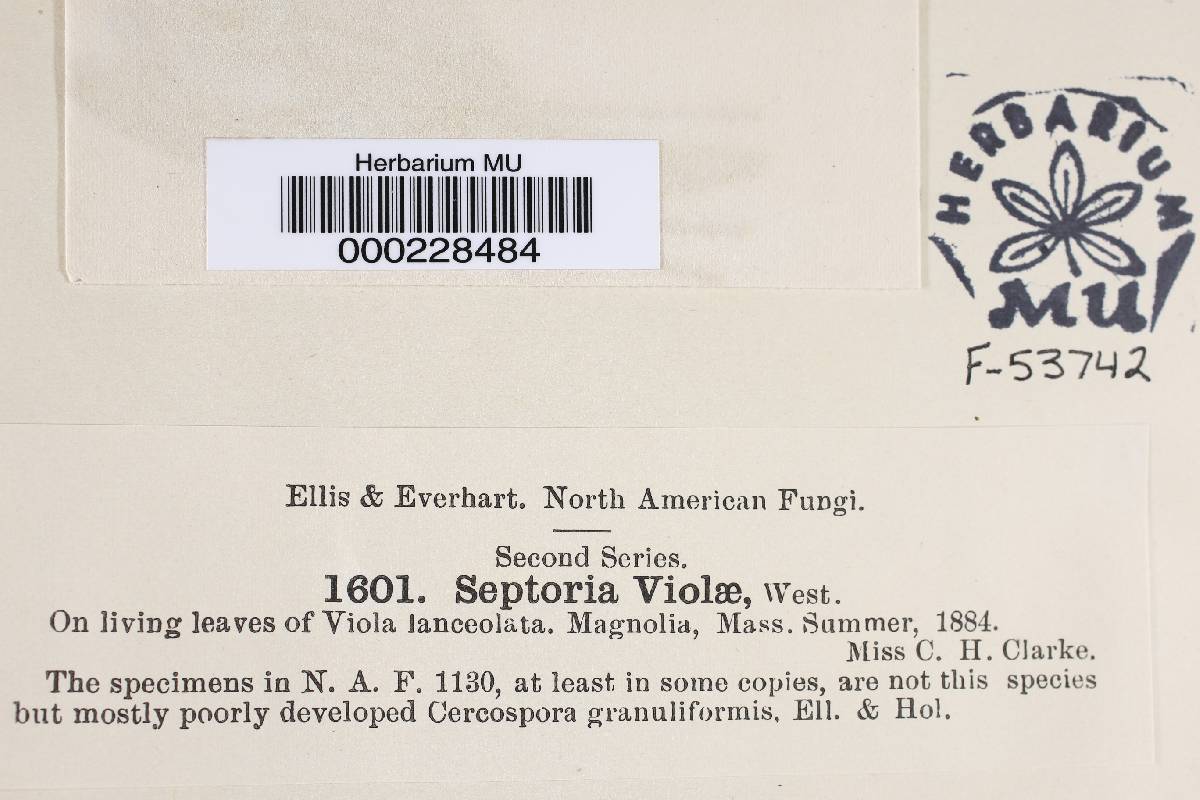 Herbarium MU
000228484
HERBARIUM
MU
F-53742
Ellis & Everhart. North American Fungi.
Second Series.
1601. Septoria Violæ, West.
On living leaves of Viola lanceolata. Magnolia, Mass. Summer, 1884.
Miss C. H. Clarke.
The specimens in N. A. F. 1130, at least in some copies, are not this species
but mostly poorly developed Cercospora granuliformis, Ell. & Hol.